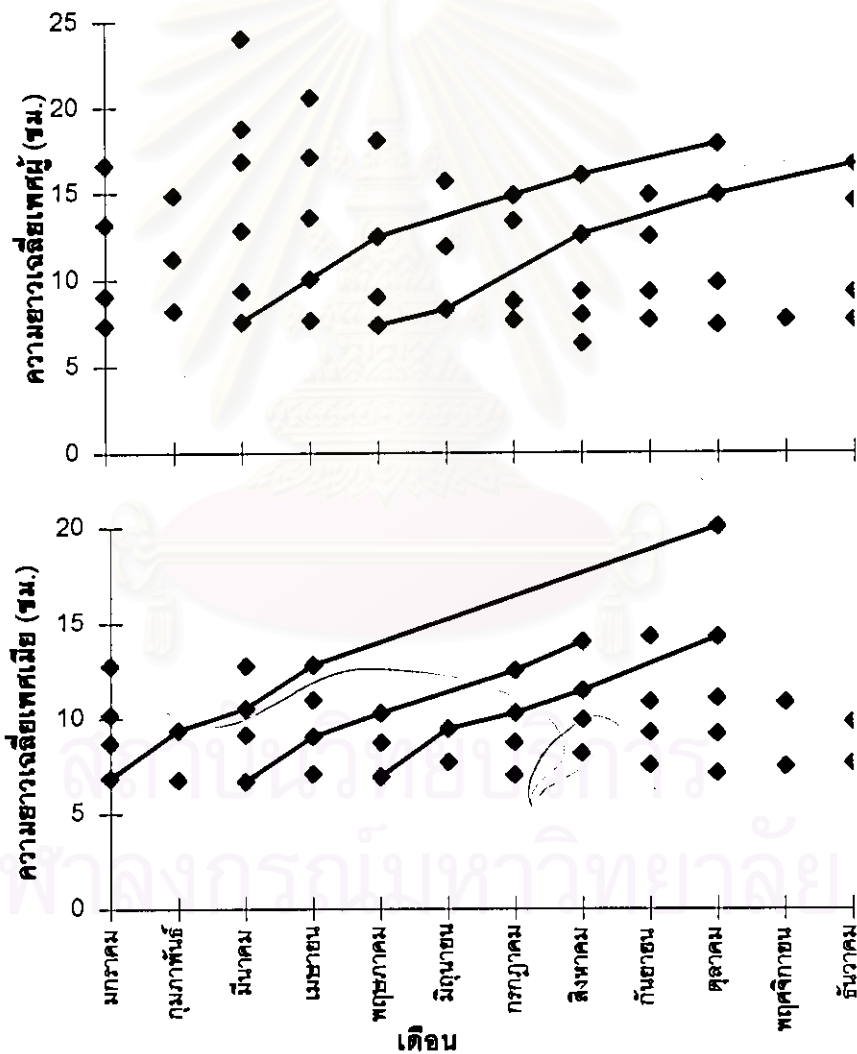 25
20
15
10
5
0
ความยาวเฉลี่ยเพศผู้ (ซม.)
20
15
10
5
0
ความยาวเฉลี่ยเพศเมีย (ซม.)
มกราคม
กุมภาพันธ์
มีนาคม
เมษายน
พฤษภาคม
มิถุนายน
กรกฎาคม
สิงหาคม
กันยายน
ตุลาคม
พฤศจิกายน
ธันวาคม
เดือน
สถาบันวิทยบริการ
จุฬาลงกรณ์มหาวิทยาลัย